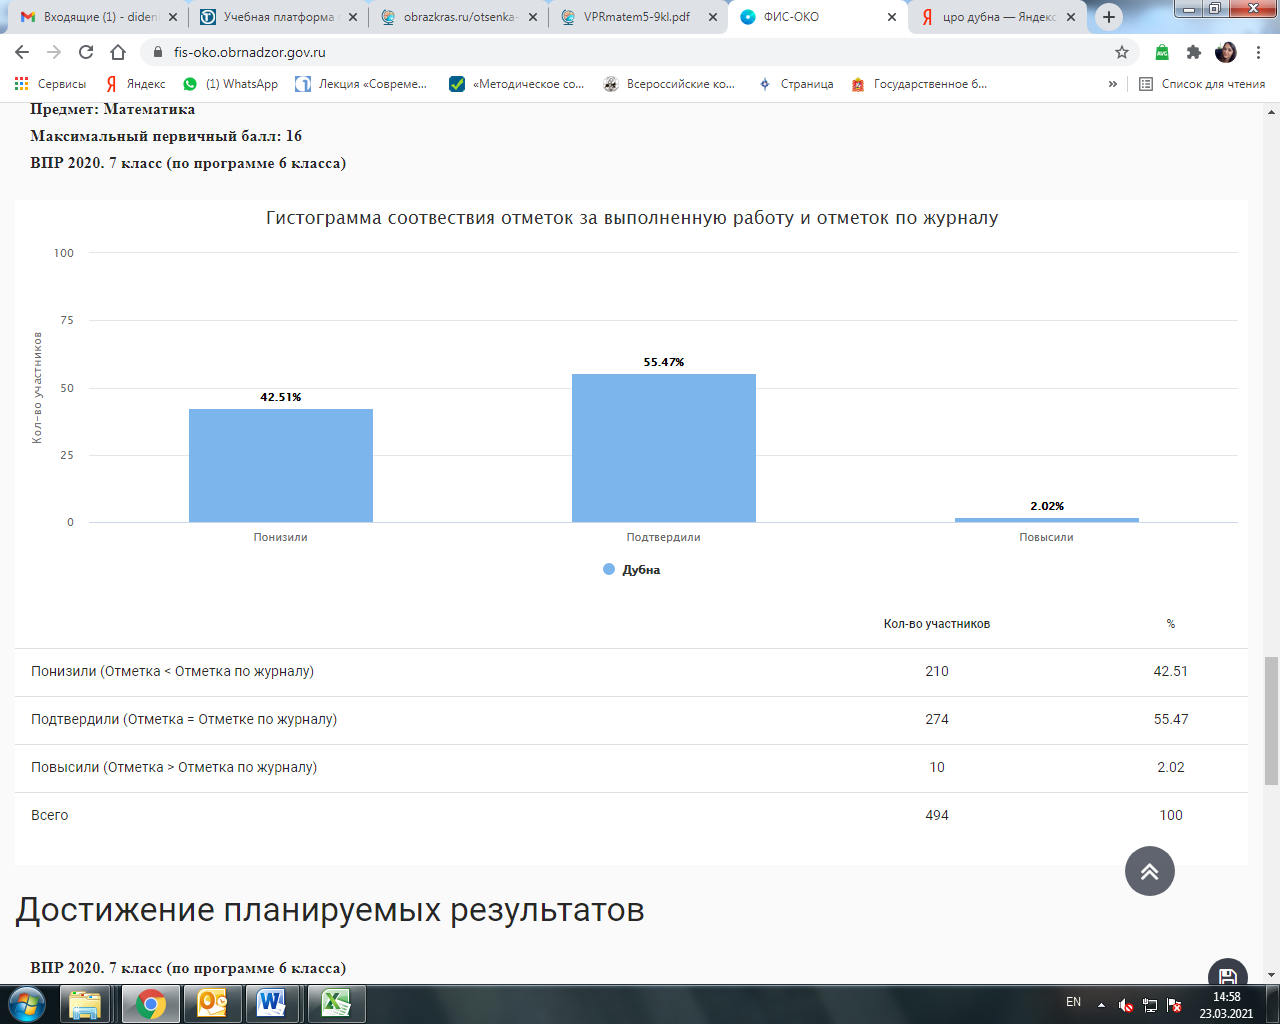 Входящие (1) - diden
Учебная платформа
obrazkras.ru/otsenka-
VPRmatem5-9kl.pdf
ФИС-ОКО
цро дубна — Яндекс
fis-oko.obrnadzor.gov.ru
Сервисы
Яндекс
(1) WhatsApp
Лекция «Совреме...
«Методическое со...
Всероссийские ко...
Страница
Государственное б...
»
Список для чтения
Предмет: Математика
Максимальный первичный балл: 16
ВПР 2020. 7 класс (по программе 6 класса)
Гистограмма соотвествия отметок за выполненную работу и отметок по журналу
Кол-во участников
100
75
50
25
0
42.51%
55.47%
2.02%
Понизили
Подтвердили
Повысили
Дубна
Кол-во участников %
Понизили (Отметка < Отметка по журналу) 210 42.51
Подтвердили (Отметка = Отметке по журналу) 274 55.47
Повысили (Отметка > Отметка по журналу) 10 2.02
Всего 494 100
Достижение планируемых результатов
ВПР 2020. 7 класс (по программе 6 класса)
EN
14:58
23.03.2021